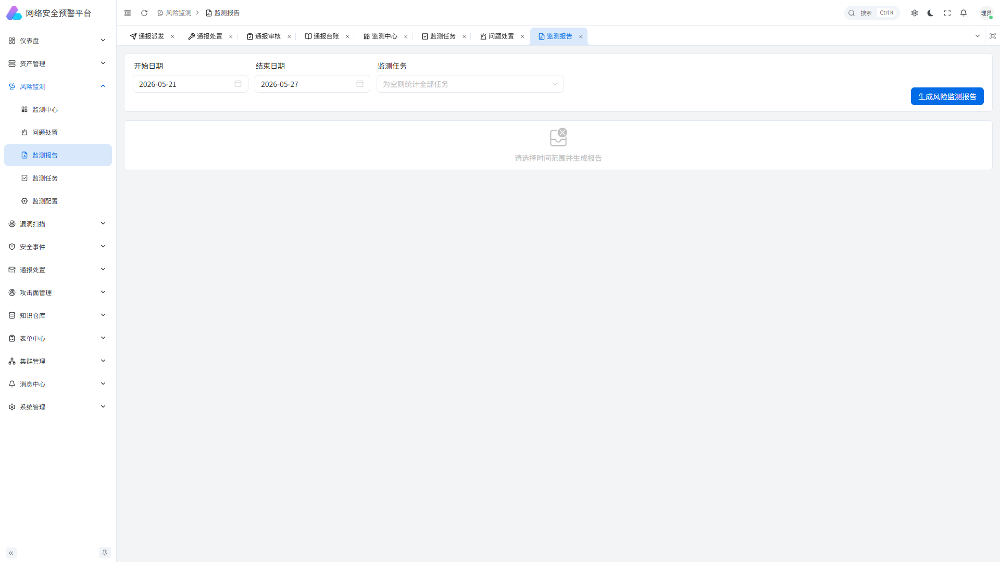 网络安全预警平台
风险监测
监测报告
搜索
Ctrl K
理员
通报派发
通报处置
通报审核
通报台账
监测中心
监测任务
问题处置
监测报告
仪表盘
资产管理
风险监测
监测中心
问题处置
监测报告
监测任务
监测配置
漏洞扫描
安全事件
通报处置
攻击面管理
知识仓库
表单中心
集群管理
消息中心
系统管理
开始日期
结束日期
监测任务
2026-05-21
2026-05-27
为空则统计全部任务
生成风险监测报告
请选择时间范围并生成报告